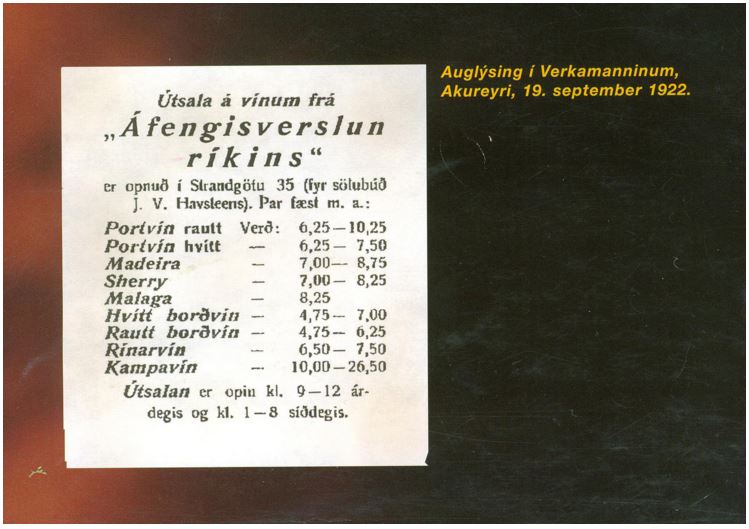 Auglýsing í Verkamanninum,
Akureyri, 19. september 1922.
Útsala á vínum frá
„Áfengisverslun
ríkins“
er opnuð í Strandgötu 35 (fyr sölubúð
J. V. Havsteens). Þar fæst m. a.:
Portvín rautt Verð: 6,25—10,25
Portvín hvítt — 6,25— 7,50
Madeira — 7,00— 8,75
Sherry — 7,00— 8,25
Malaga — 8,25
Hvítt borðvín — 4,75— 7,00
Rautt borðvín — 4,75— 6,25
Rínarvín — 6,50— 7,50
Kampavín — 10,00—26,50
Útsalan er opin kl. 9—12 ár-
degis og kl. 1—8 síðdegis.